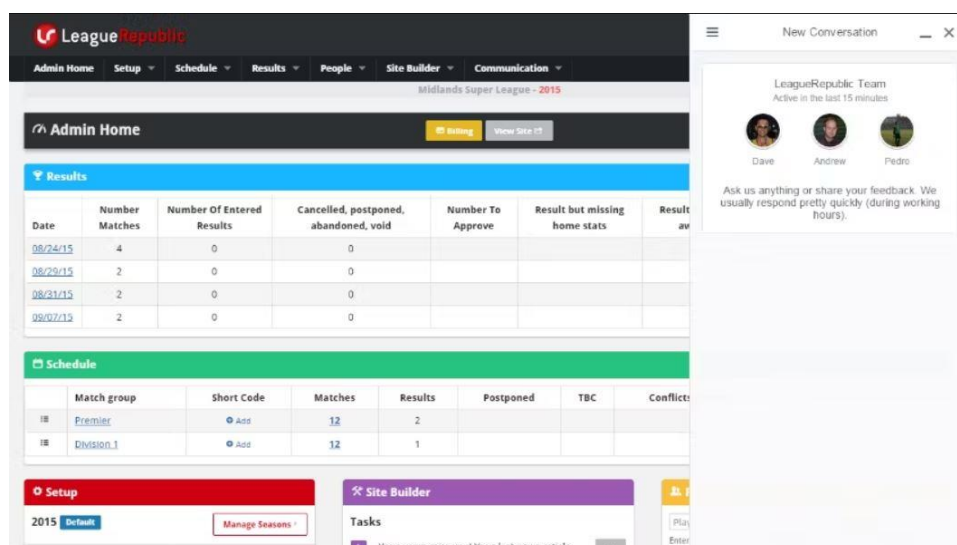 LeagueRepublic
Admin Home Setup Schedule Results People Site Builder Communication
Midlands Super League - 2015
Admin Home
Billing View Site
Results
Date Number Matches Number Of Entered Results Cancelled, postponed, abandoned, void Number To Approve Result but missing home stats Result av
08/24/15 4 0 0
08/29/15 2 0 0
08/31/15 2 0 0
09/07/15 2 0 0
Schedule
Match group Short Code Matches Results Postponed TBC Conflicts
Premier Add 12 2
Division 1 Add 12 1
Setup
2015 Default Manage Seasons
Site Builder
Tasks
Play
Enter
New Conversation
LeagueRepublic Team
Active in the last 15 minutes
Dave Andrew Pedro
Ask us anything or share your feedback. We
usually respond pretty quickly (during working
hours).